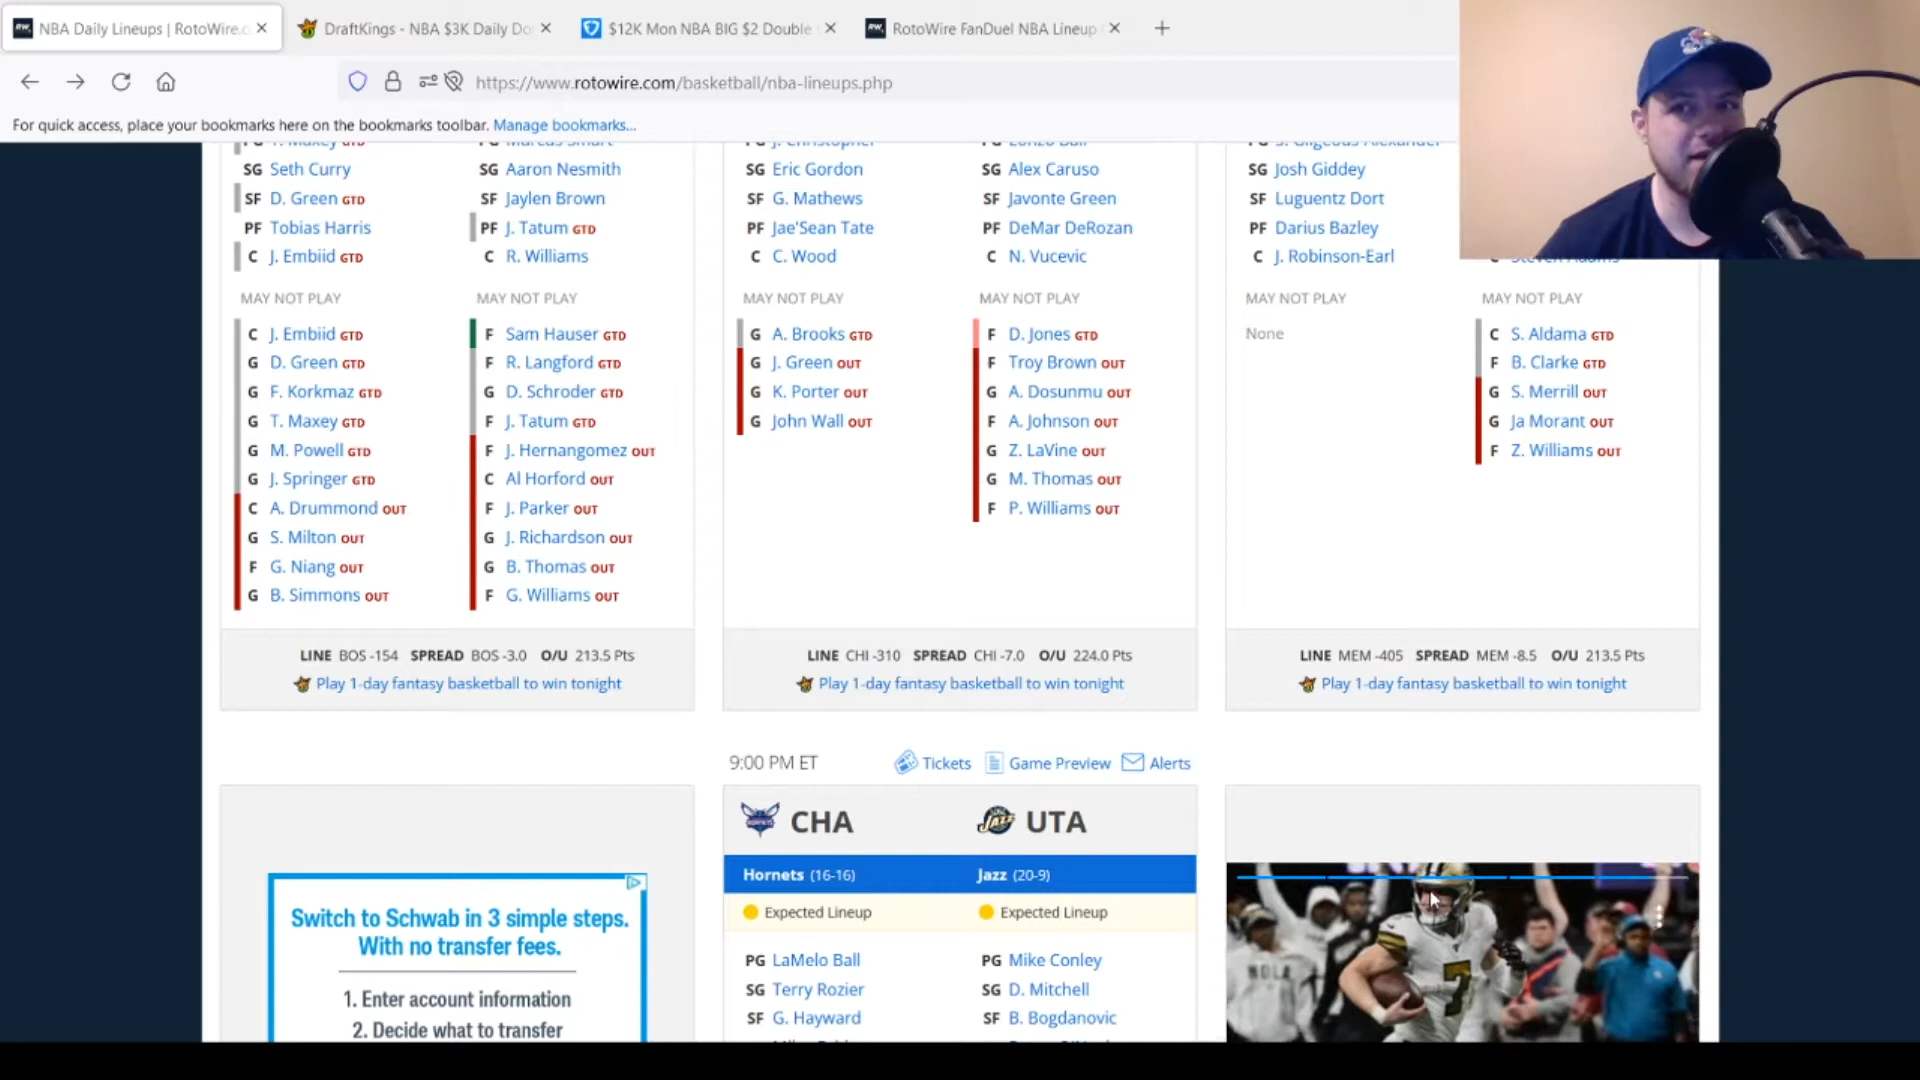 NBA Daily Lineups | RotoWire.c
DraftKings - NBA $3K Daily Do
$12K Mon NBA BIG $2 Double
RotoWire FanDuel NBA Lineup
https://www.rotowire.com/basketball/nba-lineups.php
For quick access, place your bookmarks here on the bookmarks toolbar. Manage bookmarks...
T. Maxey GTD
Marcus Smart
J. Christopher
Lonzo Ball
SG Seth Curry
SG Aaron Nesmith
SG Eric Gordon
SG Alex Caruso
SG Josh Giddey
SF D. Green GTD
SF Jaylen Brown
SF G. Mathews
SF Javonte Green
SF Luguentz Dort
PF Tobias Harris
PF J. Tatum GTD
PF Jae'Sean Tate
PF DeMar DeRozan
PF Darius Bazley
C J. Embiid GTD
C R. Williams
C C. Wood
C N. Vucevic
C J. Robinson-Earl
C Steven Adams
MAY NOT PLAY
MAY NOT PLAY
MAY NOT PLAY
MAY NOT PLAY
MAY NOT PLAY
MAY NOT PLAY
C J. Embiid GTD
G D. Green GTD
G F. Korkmaz GTD
G T. Maxey GTD
G M. Powell GTD
G J. Springer GTD
C A. Drummond OUT
G S. Milton OUT
F G. Niang OUT
G B. Simmons OUT
F Sam Hauser GTD
F R. Langford GTD
G D. Schroder GTD
F J. Tatum GTD
F J. Hernangomez OUT
C Al Horford OUT
F J. Parker OUT
G J. Richardson OUT
G B. Thomas OUT
F G. Williams OUT
G A. Brooks GTD
G J. Green OUT
G K. Porter OUT
G John Wall OUT
F D. Jones GTD
F Troy Brown OUT
G A. Dosunmu OUT
F A. Johnson OUT
G Z. LaVine OUT
G M. Thomas OUT
F P. Williams OUT
None
C S. Aldama GTD
F B. Clarke GTD
G S. Merrill OUT
G Ja Morant OUT
F Z. Williams OUT
LINE BOS -154 SPREAD BOS -3.0 O/U 213.5 Pts
Play 1-day fantasy basketball to win tonight
LINE CHI -310 SPREAD CHI -7.0 O/U 224.0 Pts
Play 1-day fantasy basketball to win tonight
LINE MEM -405 SPREAD MEM -8.5 O/U 213.5 Pts
Play 1-day fantasy basketball to win tonight
9:00 PM ET Tickets Game Preview Alerts
CHA UTA
Hornets (16-16) Jazz (20-9)
Expected Lineup Expected Lineup
PG LaMelo Ball PG Mike Conley
SG Terry Rozier SG D. Mitchell
SF G. Hayward SF B. Bogdanovic
Switch to Schwab in 3 simple steps.
With no transfer fees.
1. Enter account information
2. Decide what to transfer
7